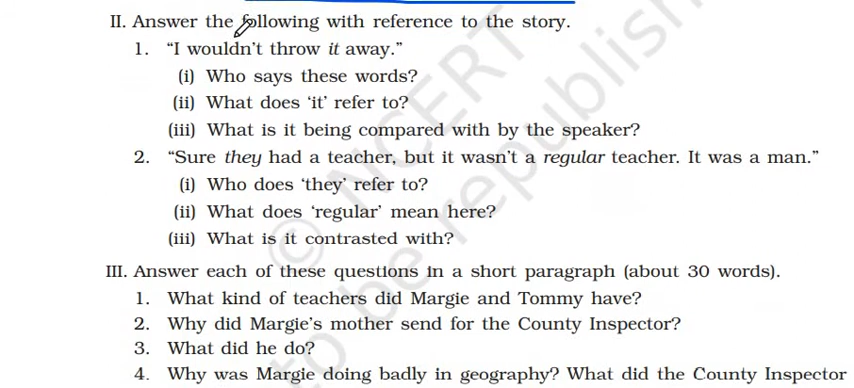 II. Answer the following with reference to the story.
1. “I wouldn’t throw it away.”
(i) Who says these words?
(ii) What does ‘it’ refer to?
(iii) What is it being compared with by the speaker?
2. “Sure they had a teacher, but it wasn’t a regular teacher. It was a man.”
(i) Who does ‘they’ refer to?
(ii) What does ‘regular’ mean here?
(iii) What is it contrasted with?
III. Answer each of these questions in a short paragraph (about 30 words).
1. What kind of teachers did Margie and Tommy have?
2. Why did Margie’s mother send for the County Inspector?
3. What did he do?
4. Why was Margie doing badly in geography? What did the County Inspector
© NCERT
to be republish